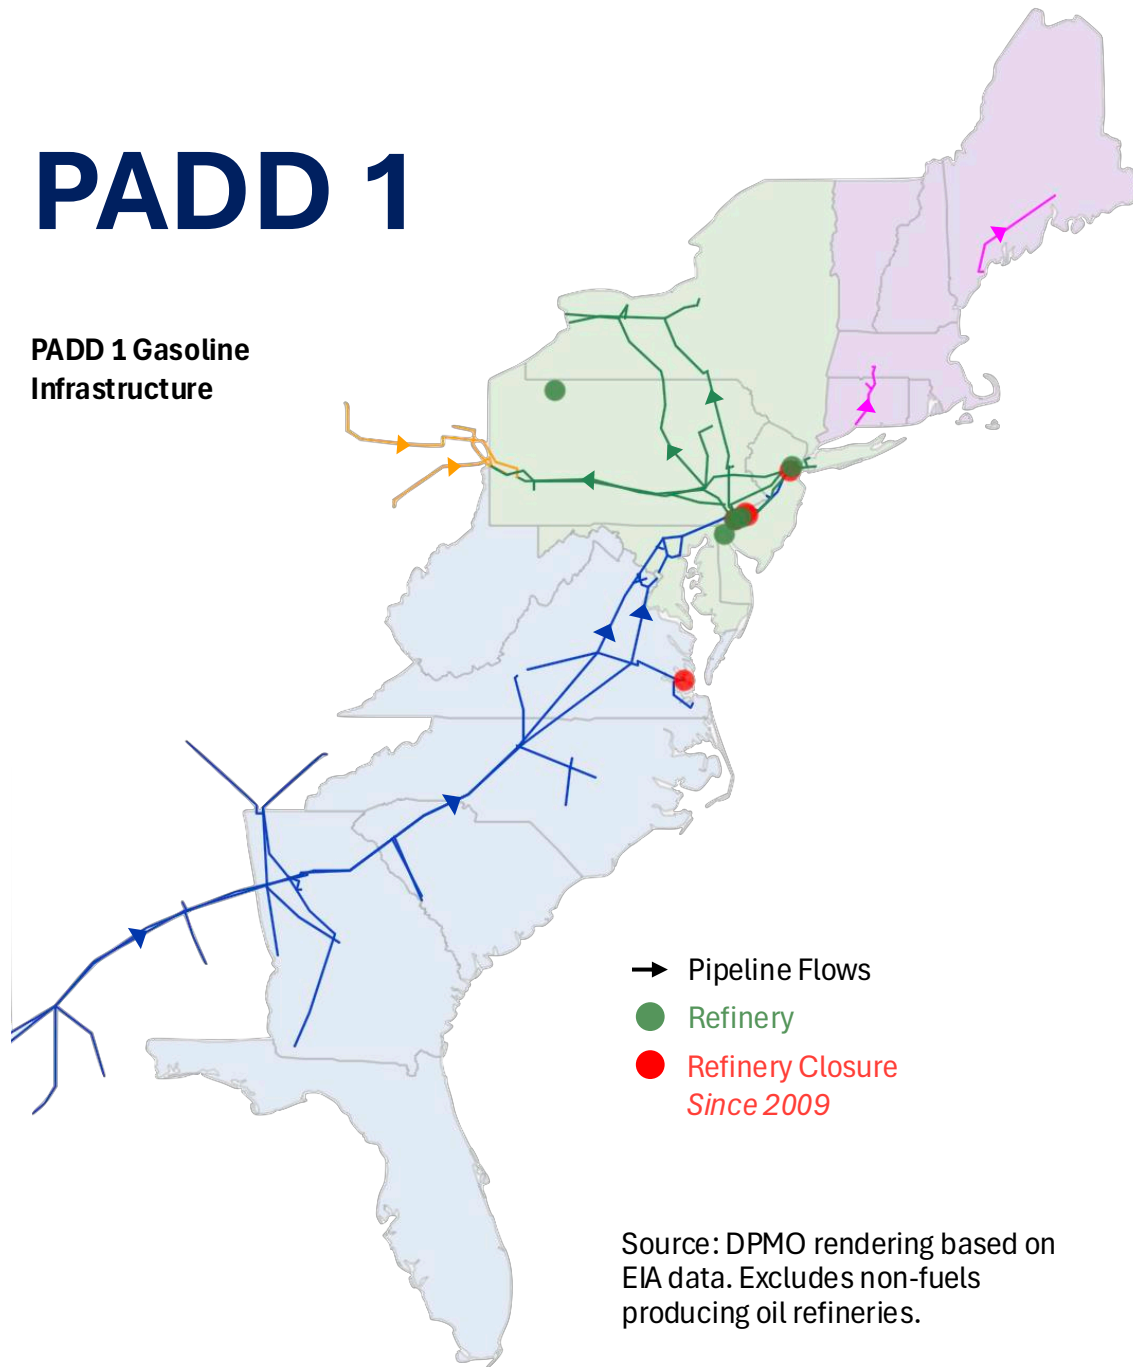 PADD 1
PADD 1 Gasoline
Infrastructure
Pipeline Flows
Refinery
Refinery Closure
Since 2009
Source: DPMO rendering based on
EIA data. Excludes non-fuels
producing oil refineries.